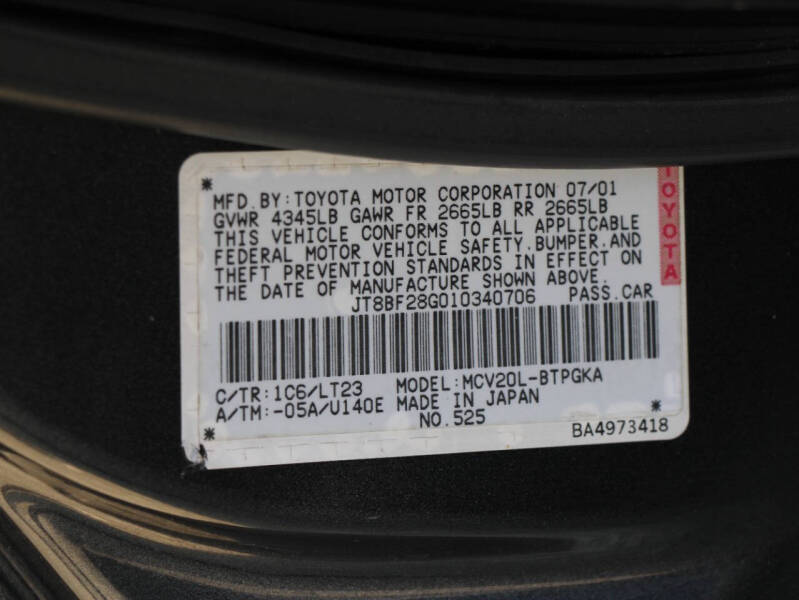 MFD.BY:TOYOTA MOTOR CORPORATION 07/01
GVWR 4345LB GAWR FR 2665LB RR 2665LB
THIS VEHICLE CONFORMS TO ALL APPLICABLE
FEDERAL MOTOR VEHICLE SAFETY,BUMPER,AND
THEFT PREVENTION STANDARDS IN EFFECT ON
THE DATE OF MANUFACTURE SHOWN ABOVE.
JT8BF28G010340706 PASS.CAR
C/TR:1C6/LT23 MODEL:MCV20L-BTPGKA
A/TM:-05A/U140E MADE IN JAPAN
NO.525
BA4973418
TOYOTA